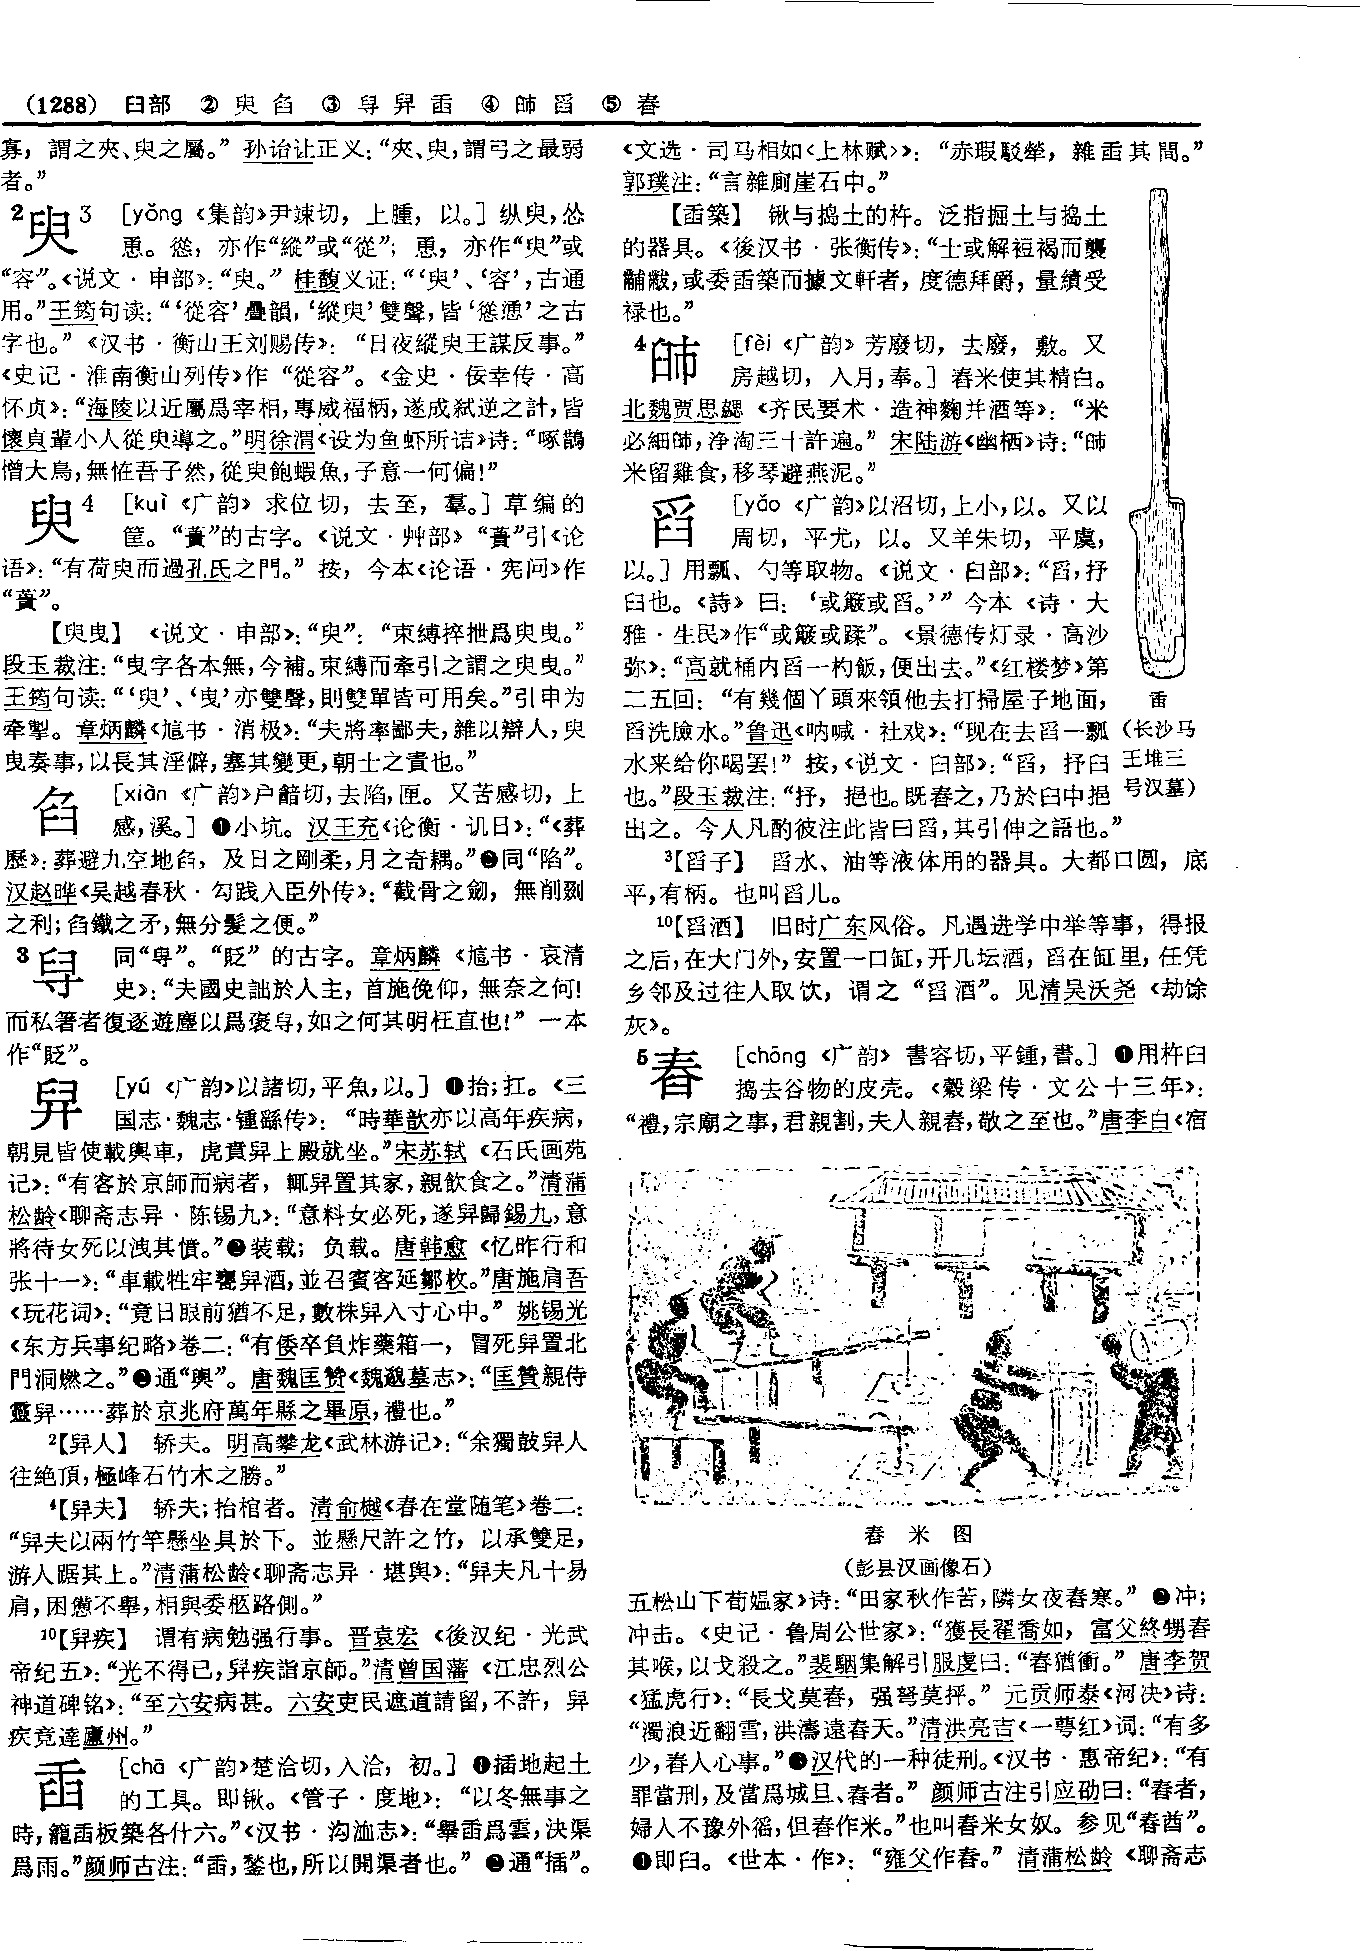 (1288) 臼部 ② 臾 臽 ③ 㝵 舁 臿 ④ 𦥛 舀 ⑤ 舂
寡，謂之夾、臾之屬。”孙诒让正义：“夾、臾，謂弓之最弱
者。”
2臾3 [yǒng《集韵》尹竦切，上腫，以。] 纵臾，怂
恿。慫，亦作“縱”或“從”；恿，亦作“臾”或
“容”。《说文·申部》：“臾。”桂馥义证：“‘臾’、‘容’，古通
用。”王筠句读：“‘從容’疊韻，‘縱臾’雙聲，皆‘慫慂’之古
字也。”《汉书·衡山王刘赐传》：“日夜縱臾王謀反事。”
《史记·淮南衡山列传》作“從容”。《金史·佞幸传·高
怀贞》：“海陵以近屬爲宰相，專威福柄，遂成弑逆之計，皆
懷貞輩小人從臾導之。”明徐渭《设为鱼虾所诘》诗：“啄鵲
憎大鳥，無恠吾子然，從臾飽蝦魚，子意一何偏！”
臾4 [kuì《广韵》求位切，去至，羣。] 草编的
筐。“蕢”的古字。《说文·艸部》“蕢”引《论
语》：“有荷臾而過孔氏之門。”按，今本《论语·宪问》作
“蕢”。
【臾曳】 《说文·申部》：“臾”：“束縛捽抴爲臾曳。”
段玉裁注：“曳字各本無，今補。束縛而牽引之謂之臾曳。”
王筠句读：“‘臾’、‘曳’亦雙聲，則雙單皆可用矣。”引申为
牵掣。章炳麟《訄书·消极》：“夫將率鄙夫，雜以辯人，臾
曳奏事，以長其淫僻，塞其變更，朝士之責也。”
臽 [xiàn《广韵》户韽切，去陷，匣。又苦感切，上
感，溪。] ❶小坑。汉王充《论衡·讥日》：“《葬
歷》：葬避九空地臽，及日之剛柔，月之奇耦。”❷同“陷”。
汉赵晔《吴越春秋·勾践入臣外传》：“截骨之劒，無削剟
之利；臽鐵之矛，無分髮之便。”
3 同“𠭥”。“貶”的古字。章炳麟《訄书·哀清
史》：“夫國史詘於人主，首施俛仰，無奈之何！
而私箸者復逐遊塵以爲褒，如之何其明枉直也！”一本
作“貶”。
舁 [yú《广韵》以諸切，平魚，以。] ❶抬；扛。《三
国志·魏志·锺繇传》：“時華歆亦以高年疾病，
朝見皆使載輿車，虎賁舁上殿就坐。”宋苏轼《石氏画苑
记》：“有客於京師而病者，輒舁置其家，親飲食之。”清蒲
松龄《聊斋志异·陈锡九》：“意料女必死，遂舁歸錫九，意
將待女死以洩其憤。”❷装载；负载。唐韩愈《忆昨行和
张十一》：“車載牲牢甕舁酒，並召賓客延鄒枚。”唐施肩吾
《玩花词》：“竟日眼前猶不足，數株舁入寸心中。”姚锡光
《东方兵事纪略》卷二：“有倭卒負炸藥箱一，冒死舁置北
門洞燃之。”❸通“輿”。唐魏匡赞《魏邈墓志》：“匡贊親侍
靈舁……葬於京兆府萬年縣之畢原，禮也。”
2【舁人】 轿夫。明高攀龙《武林游记》：“余獨鼓舁人
往絶頂，極峰石竹木之勝。”
4【舁夫】 轿夫；抬棺者。清俞樾《春在堂随笔》卷二：
“舁夫以兩竹竿懸坐具於下。並懸尺許之竹，以承雙足，
游人踞其上。”清蒲松龄《聊斋志异·堪舆》：“舁夫凡十易
肩，困憊不舉，相與委柩路側。”
10【舁疾】 谓有病勉强行事。晋袁宏《後汉纪·光武
帝纪五》：“光不得已，舁疾詣京師。”清曾国藩《江忠烈公
神道碑铭》：“至六安病甚。六安吏民遮道請留，不許，舁
疾竟達廬州。”
臿 [chā《广韵》楚洽切，入洽，初。] ❶插地起土
的工具。即锹。《管子·度地》：“以冬無事之
時，籠臿板築各什六。”《汉书·沟洫志》：“舉臿爲雲，決渠
爲雨。”颜师古注：“臿，鍫也，所以開渠者也。”❷通“插”。
《文选·司马相如〈上林赋〉》：“赤瑕駁犖，雜臿其間。”
郭璞注：“言雜廁崖石中。”
【臿築】 锹与捣土的杵。泛指掘土与捣土
的器具。《後汉书·张衡传》：“士或解裋褐而襲
黼黻，或委臿築而據文軒者，度德拜爵，量績受
禄也。”
4𦥛 [fèi《广韵》芳廢切，去廢，敷。又
房越切，入月，奉。] 舂米使其精白。
北魏贾思勰《齐民要术·造神麴并酒等》：“米
必細𦥛，净淘三十許遍。”宋陆游《幽栖》诗：“𦥛
米留雞食，移琴避燕泥。”
舀 [yǎo《广韵》以沼切，上小，以。又以
周切，平尤，以。又羊朱切，平虞，
以。] 用瓢、勺等取物。《说文·臼部》：“舀，抒
臼也。《詩》曰：‘或簸或舀。’”今本《诗·大
雅·生民》作“或簸或蹂”。《景德传灯录·高沙
弥》：“高就桶内舀一杓飯，便出去。”《红楼梦》第
二五回：“有幾個丫頭來領他去打掃屋子地面，
舀洗臉水。”鲁迅《呐喊·社戏》：“现在去舀一瓢
水来给你喝罢！”按，《说文·臼部》：“舀，抒臼
也。”段玉裁注：“抒，挹也。既舂之，乃於臼中挹
出之。今人凡酌彼注此皆曰舀，其引伸之語也。”
臿
（长沙马
王堆三
号汉墓）
3【舀子】 舀水、油等液体用的器具。大都口圆，底
平，有柄。也叫舀儿。
10【舀酒】 旧时广东风俗。凡遇进学中举等事，得报
之后，在大门外，安置一口缸，开几坛酒，舀在缸里，任凭
乡邻及过往人取饮，谓之“舀酒”。见清吴沃尧《劫馀
灰》。
5舂 [chōng《广韵》書容切，平鍾，書。] ❶用杵臼
捣去谷物的皮壳。《穀梁传·文公十三年》：
“禮，宗廟之事，君親割，夫人親舂，敬之至也。”唐李白《宿
舂米图
（彭县汉画像石）
五松山下荀媪家》诗：“田家秋作苦，隣女夜舂寒。”❷冲；
冲击。《史记·鲁周公世家》：“獲長翟喬如，富父終甥舂
其喉，以戈殺之。”裴駰集解引服虔曰：“舂猶衝。”唐李贺
《猛虎行》：“長戈莫舂，强弩莫抨。”元贡师泰《河决》诗：
“濁浪近翻雪，洪濤遠舂天。”清洪亮吉《一萼红》词：“有多
少，舂人心事。”❸汉代的一种徒刑。《汉书·惠帝纪》：“有
罪當刑，及當爲城旦、舂者。”颜师古注引应劭曰：“舂者，
婦人不豫外徭，但舂作米。”也叫舂米女奴。参见“舂酋”。
❹即臼。《世本·作》：“雍父作舂。”清蒲松龄《聊斋志